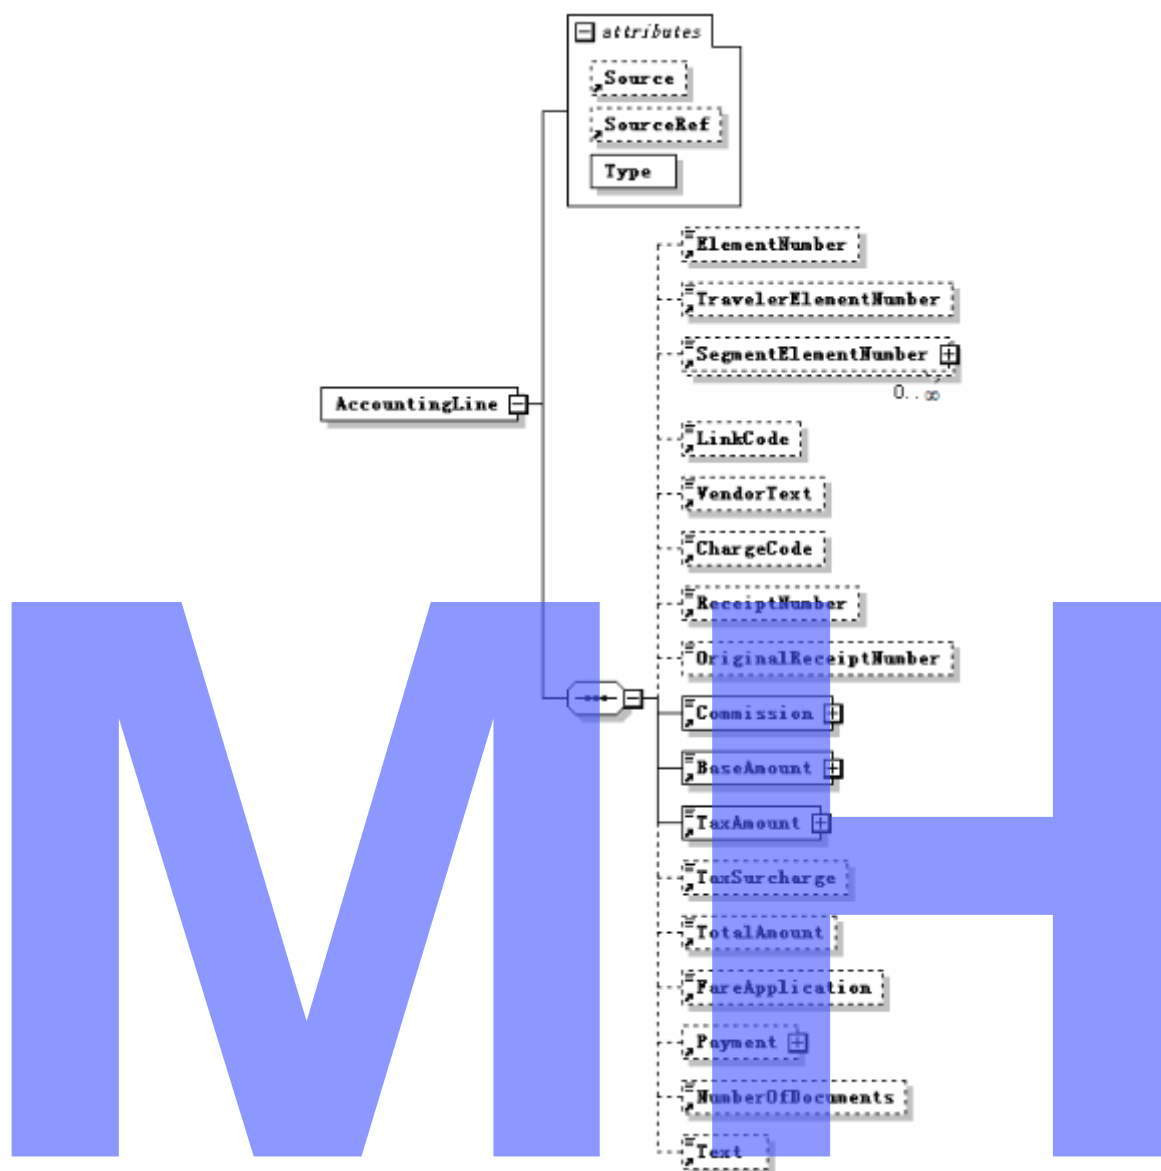 attributes
Source
SourceRef
Type
ElementNumber
TravelerElementNumber
SegmentElementNumber
0..∞
AccountingLine
LinkCode
VendorText
ChargeCode
ReceiptNumber
OriginalReceiptNumber
Commission
BaseAmount
TaxAmount
TaxSurcharge
TotalAmount
FareApplication
Payment
NumberOfDocuments
Text
MH